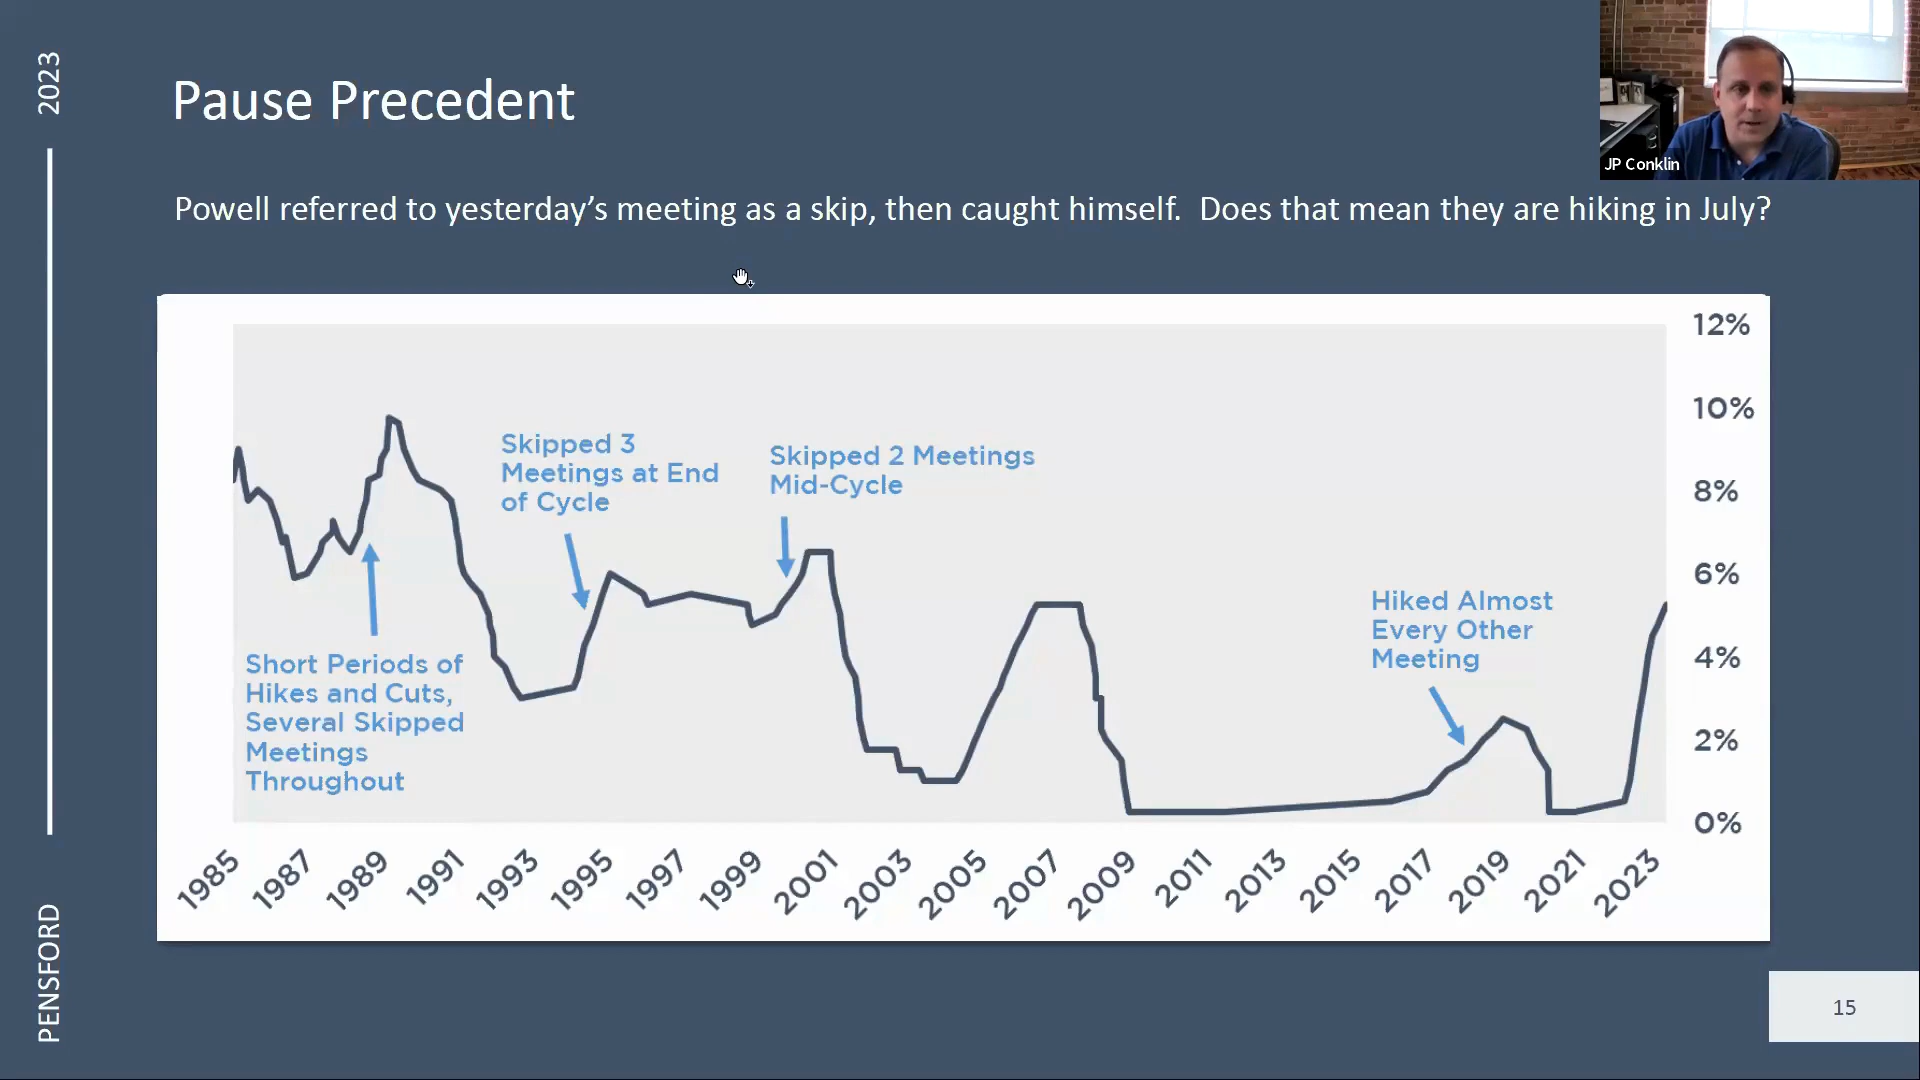 2023
Pause Precedent
JP Conklin
Powell referred to yesterday’s meeting as a skip, then caught himself.  Does that mean they are hiking in July?
12%
10%
8%
6%
4%
2%
0%
Skipped 3
Meetings at End
of Cycle
Skipped 2 Meetings
Mid-Cycle
Hiked Almost
Every Other
Meeting
Short Periods of
Hikes and Cuts,
Several Skipped
Meetings
Throughout
1985
1987
1989
1991
1993
1995
1997
1999
2001
2003
2005
2007
2009
2011
2013
2015
2017
2019
2021
2023
PENSFORD
15